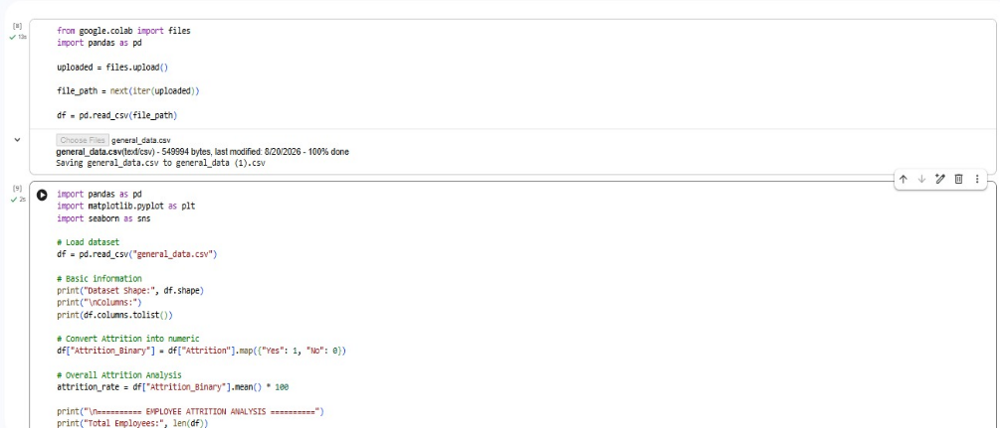 [8]
13s
from google.colab import files
import pandas as pd
uploaded = files.upload()
file_path = next(iter(uploaded))
df = pd.read_csv(file_path)
Choose Files general_data.csv
general_data.csv(text/csv) - 549994 bytes, last modified: 8/20/2026 - 100% done
Saving general_data.csv to general_data (1).csv
[9]
2s
import pandas as pd
import matplotlib.pyplot as plt
import seaborn as sns
# Load dataset
df = pd.read_csv("general_data.csv")
# Basic information
print("Dataset Shape:", df.shape)
print("\nColumns:")
print(df.columns.tolist())
# Convert Attrition into numeric
df["Attrition_Binary"] = df["Attrition"].map({"Yes": 1, "No": 0})
# Overall Attrition Analysis
attrition_rate = df["Attrition_Binary"].mean() * 100
print("\n========== EMPLOYEE ATTRITION ANALYSIS ==========")
print("Total Employees:", len(df))